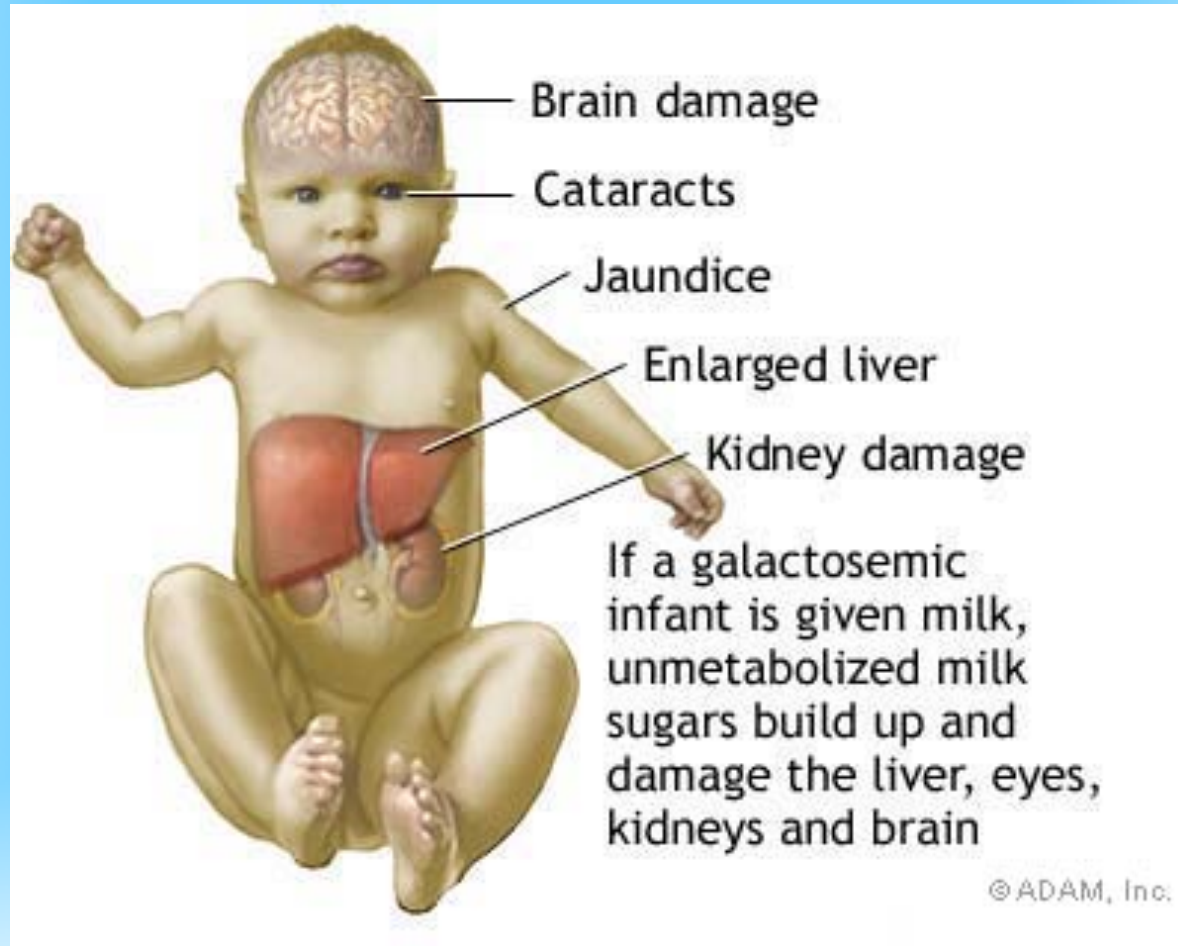 Brain damage
Cataracts
Jaundice
Enlarged liver
Kidney damage
If a galactosemic
infant is given milk,
unmetabolized milk
sugars build up and
damage the liver, eyes,
kidneys and brain
©ADAM, Inc.